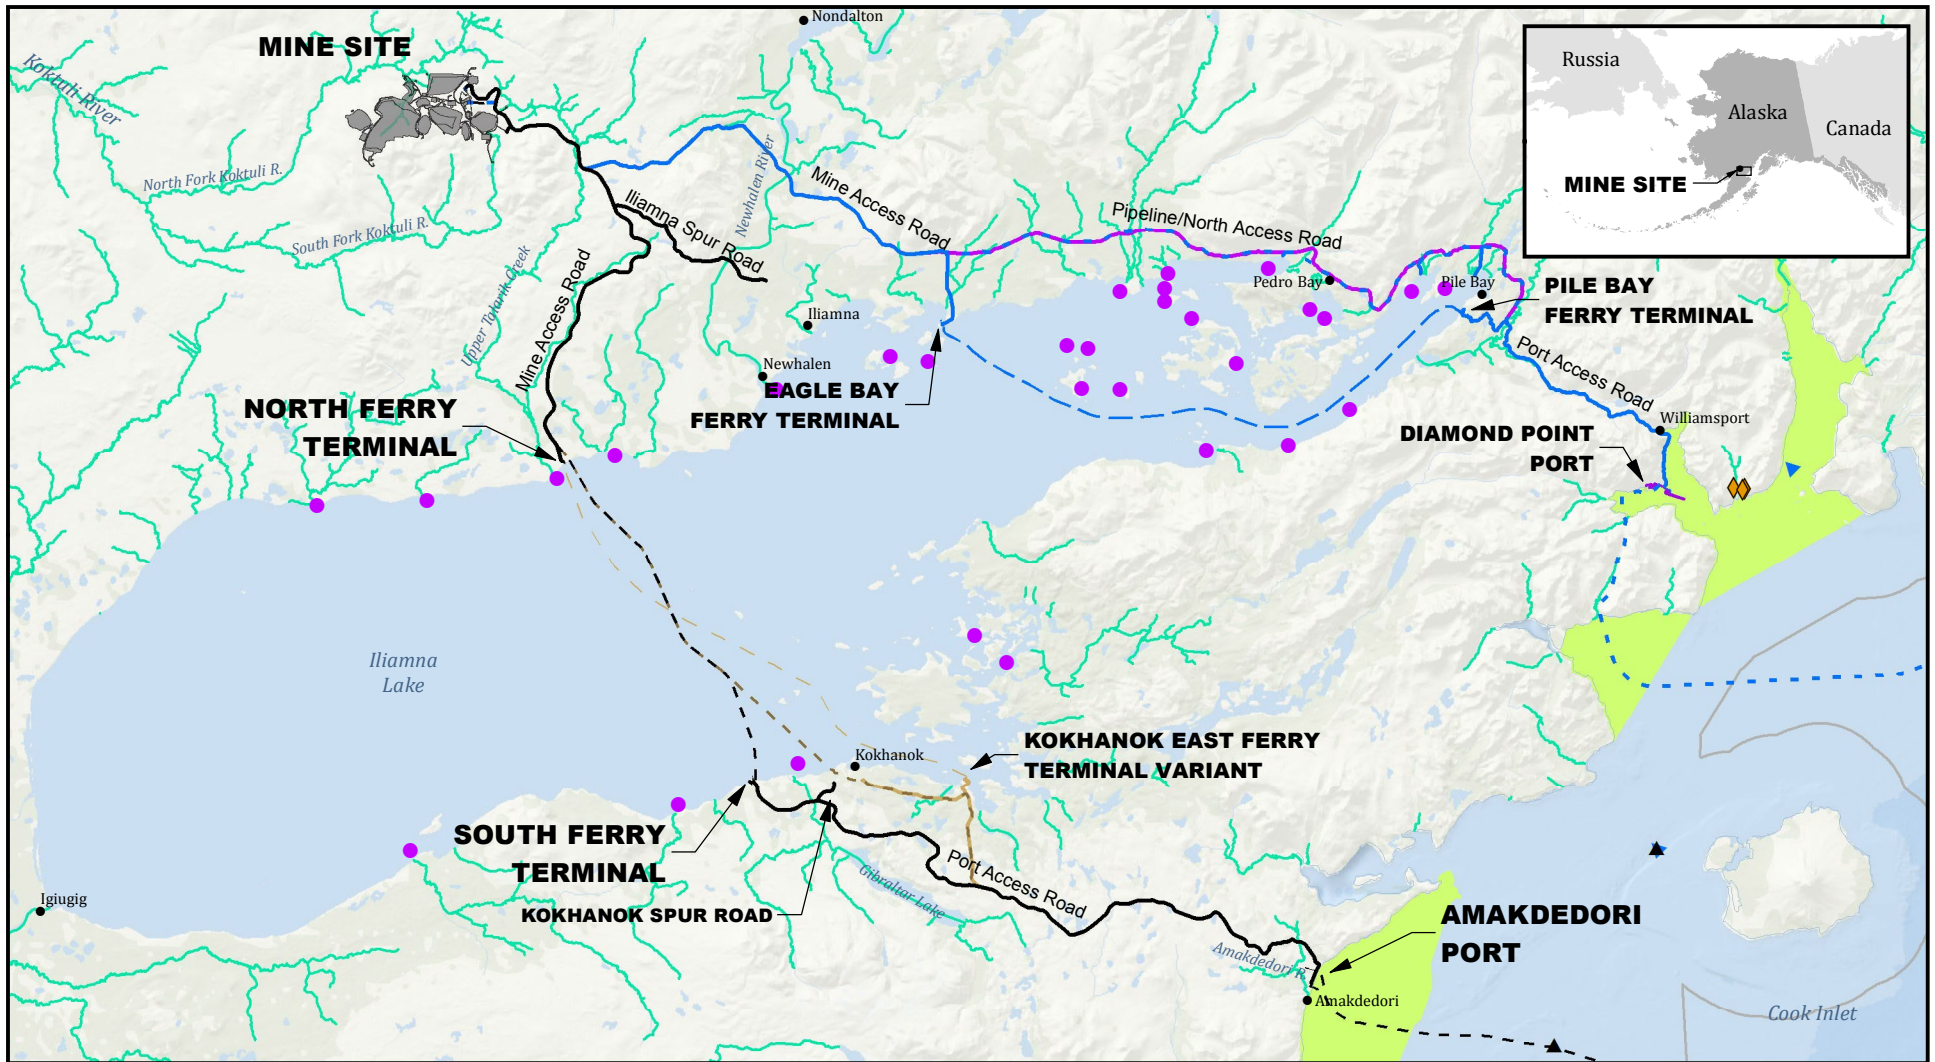 Nondalton
MINE SITE
Koktuli River
North Fork Koktuli R.
South Fork Koktuli R.
Upper Talarik Creek
Newhalen River
Mine Access Road
Iliamna Spur Road
Mine Access Road
Pipeline/North Access Road
Pedro Bay
Pile Bay
PILE BAY
FERRY TERMINAL
Russia
Alaska
Canada
MINE SITE
Iliamna
Newhalen
EAGLE BAY
FERRY TERMINAL
NORTH FERRY
TERMINAL
Port Access Road
Williamsport
DIAMOND POINT
PORT
Iliamna
Lake
Kokhanok
KOKHANOK EAST FERRY
TERMINAL VARIANT
SOUTH FERRY
TERMINAL
KOKHANOK SPUR ROAD
Gibraltar Lake
Port Access Road
Igiugig
AMAKDEDORI
PORT
Amakdedori R.
Amakdedori
Cook Inlet